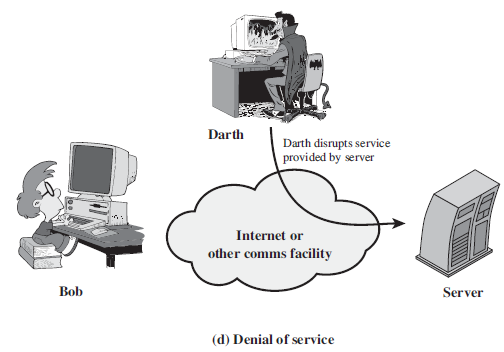 Darth
Darth disrupts service
provided by server
Internet or
other comms facility
Bob
Server
(d) Denial of service